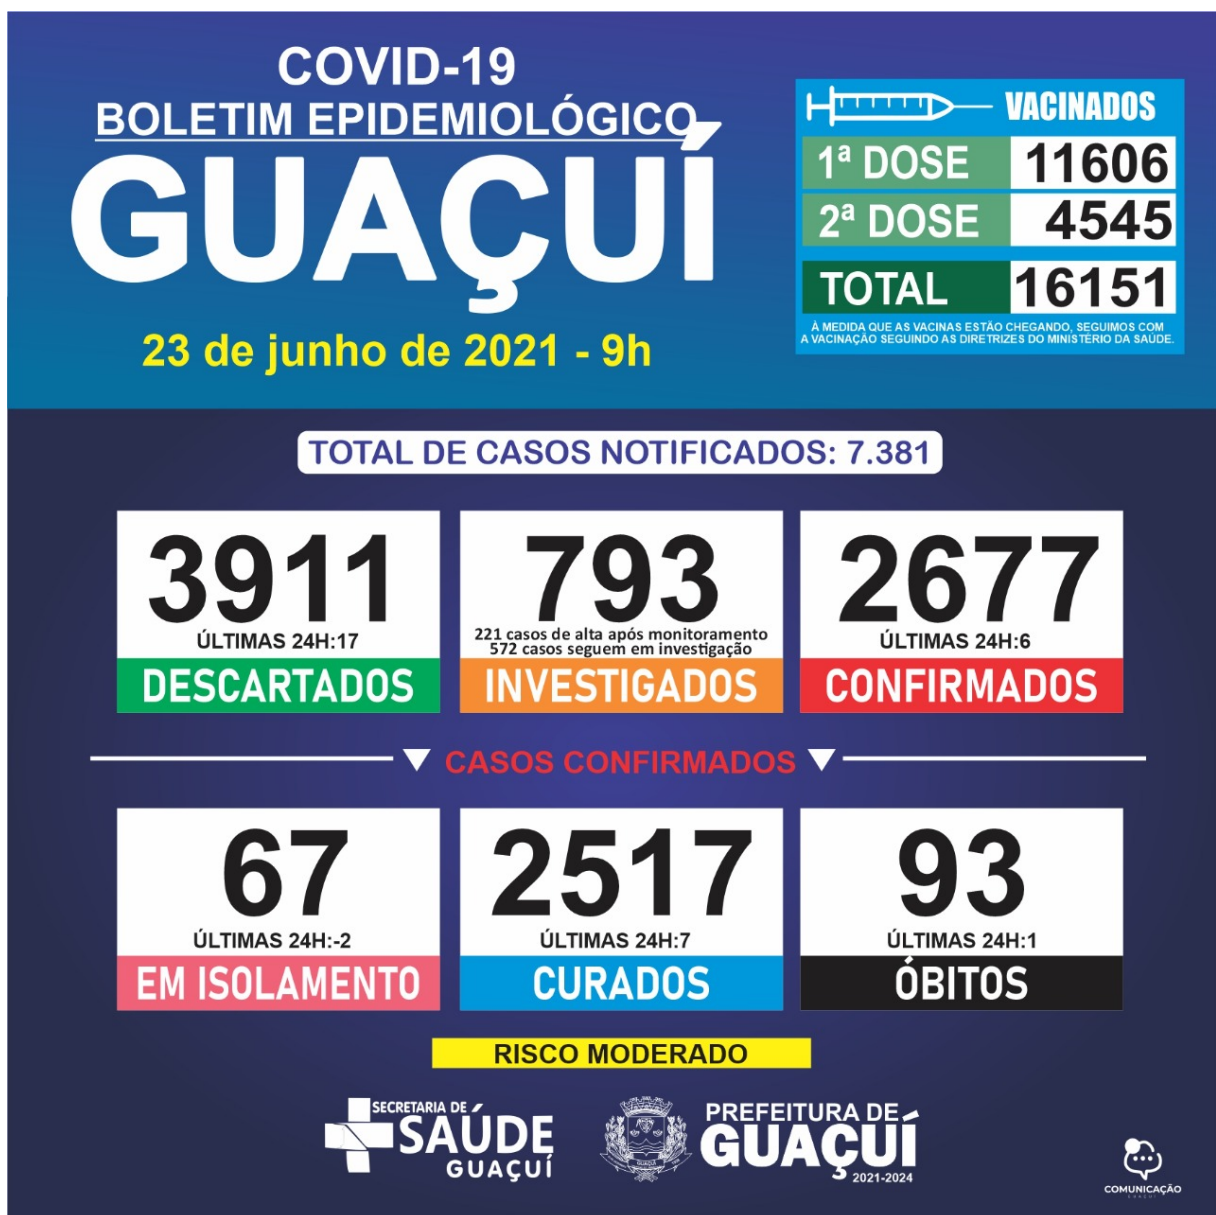 COVID-19
BOLETIM EPIDEMIOLÓGICO
GUAÇUÍ
23 de junho de 2021 - 9h
VACINADOS
1ª DOSE 11606
2ª DOSE 4545
TOTAL 16151
À MEDIDA QUE AS VACINAS ESTÃO CHEGANDO, SEGUIMOS COM
A VACINAÇÃO SEGUINDO AS DIRETRIZES DO MINISTÉRIO DA SAÚDE.
TOTAL DE CASOS NOTIFICADOS: 7.381
3911
ÚLTIMAS 24H:17
DESCARTADOS
793
221 casos de alta após monitoramento
572 casos seguem em investigação
INVESTIGADOS
2677
ÚLTIMAS 24H:6
CONFIRMADOS
CASOS CONFIRMADOS
67
ÚLTIMAS 24H:-2
EM ISOLAMENTO
2517
ÚLTIMAS 24H:7
CURADOS
93
ÚLTIMAS 24H:1
ÓBITOS
RISCO MODERADO
SECRETARIA DE
SAÚDE
GUAÇUÍ
PREFEITURA DE
GUAÇUÍ
2021-2024
COMUNICAÇÃO
GUAÇUÍ